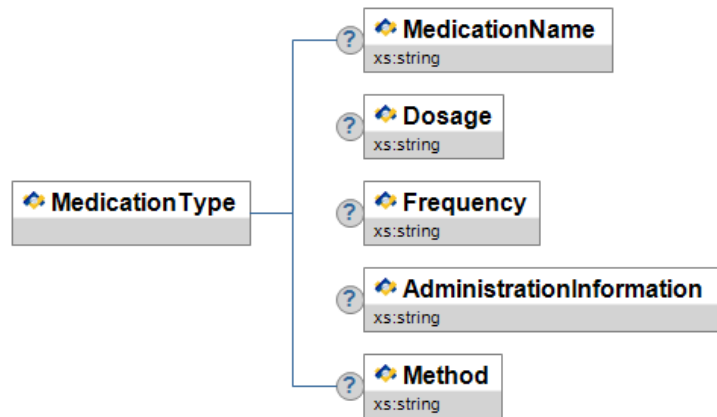 MedicationName
xs:string
Dosage
xs:string
MedicationType
Frequency
xs:string
AdministrationInformation
xs:string
Method
xs:string
?
?
?
?
?